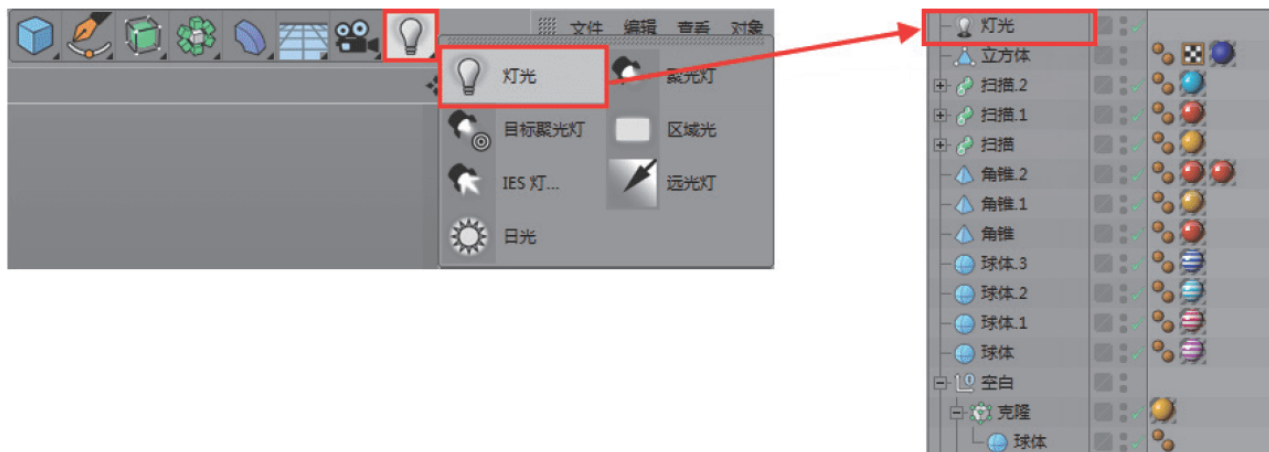 文件 编辑 查看 对象
灯光 聚光灯
目标聚光灯 区域光
IES 灯... 远光灯
日光
灯光
立方体
扫描.2
扫描.1
扫描
角锥.2
角锥.1
角锥
球体.3
球体.2
球体.1
球体
空白
克隆
球体